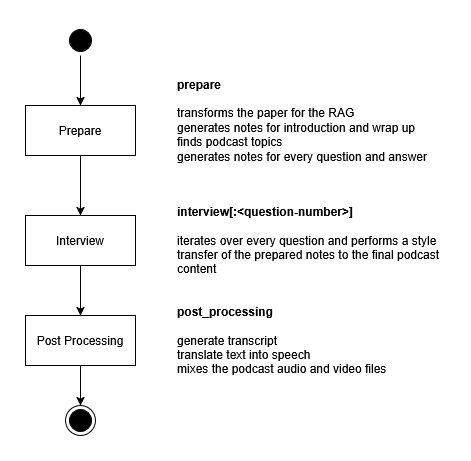 prepare
transforms the paper for the RAG
generates notes for introduction and wrap up
finds podcast topics
generates notes for every question and answer
Prepare
interview[:<question-number>]
iterates over every question and performs a style
transfer of the prepared notes to the final podcast
content
Interview
post_processing
generate transcript
translate text into speech
mixes the podcast audio and video files
Post Processing